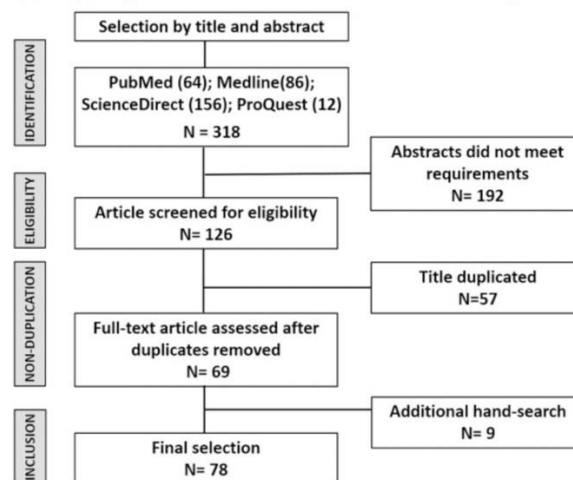 Selection by title and abstract
IDENTIFICATION
PubMed (64); Medline(86);
ScienceDirect (156); ProQuest (12)
N = 318
Abstracts did not meet
requirements
N= 192
ELIGIBILITY
Article screened for eligibility
N= 126
Title duplicated
N=57
NON-DUPLICATION
Full-text article assessed after
duplicates removed
N= 69
Additional hand-search
N= 9
INCLUSION
Final selection
N= 78